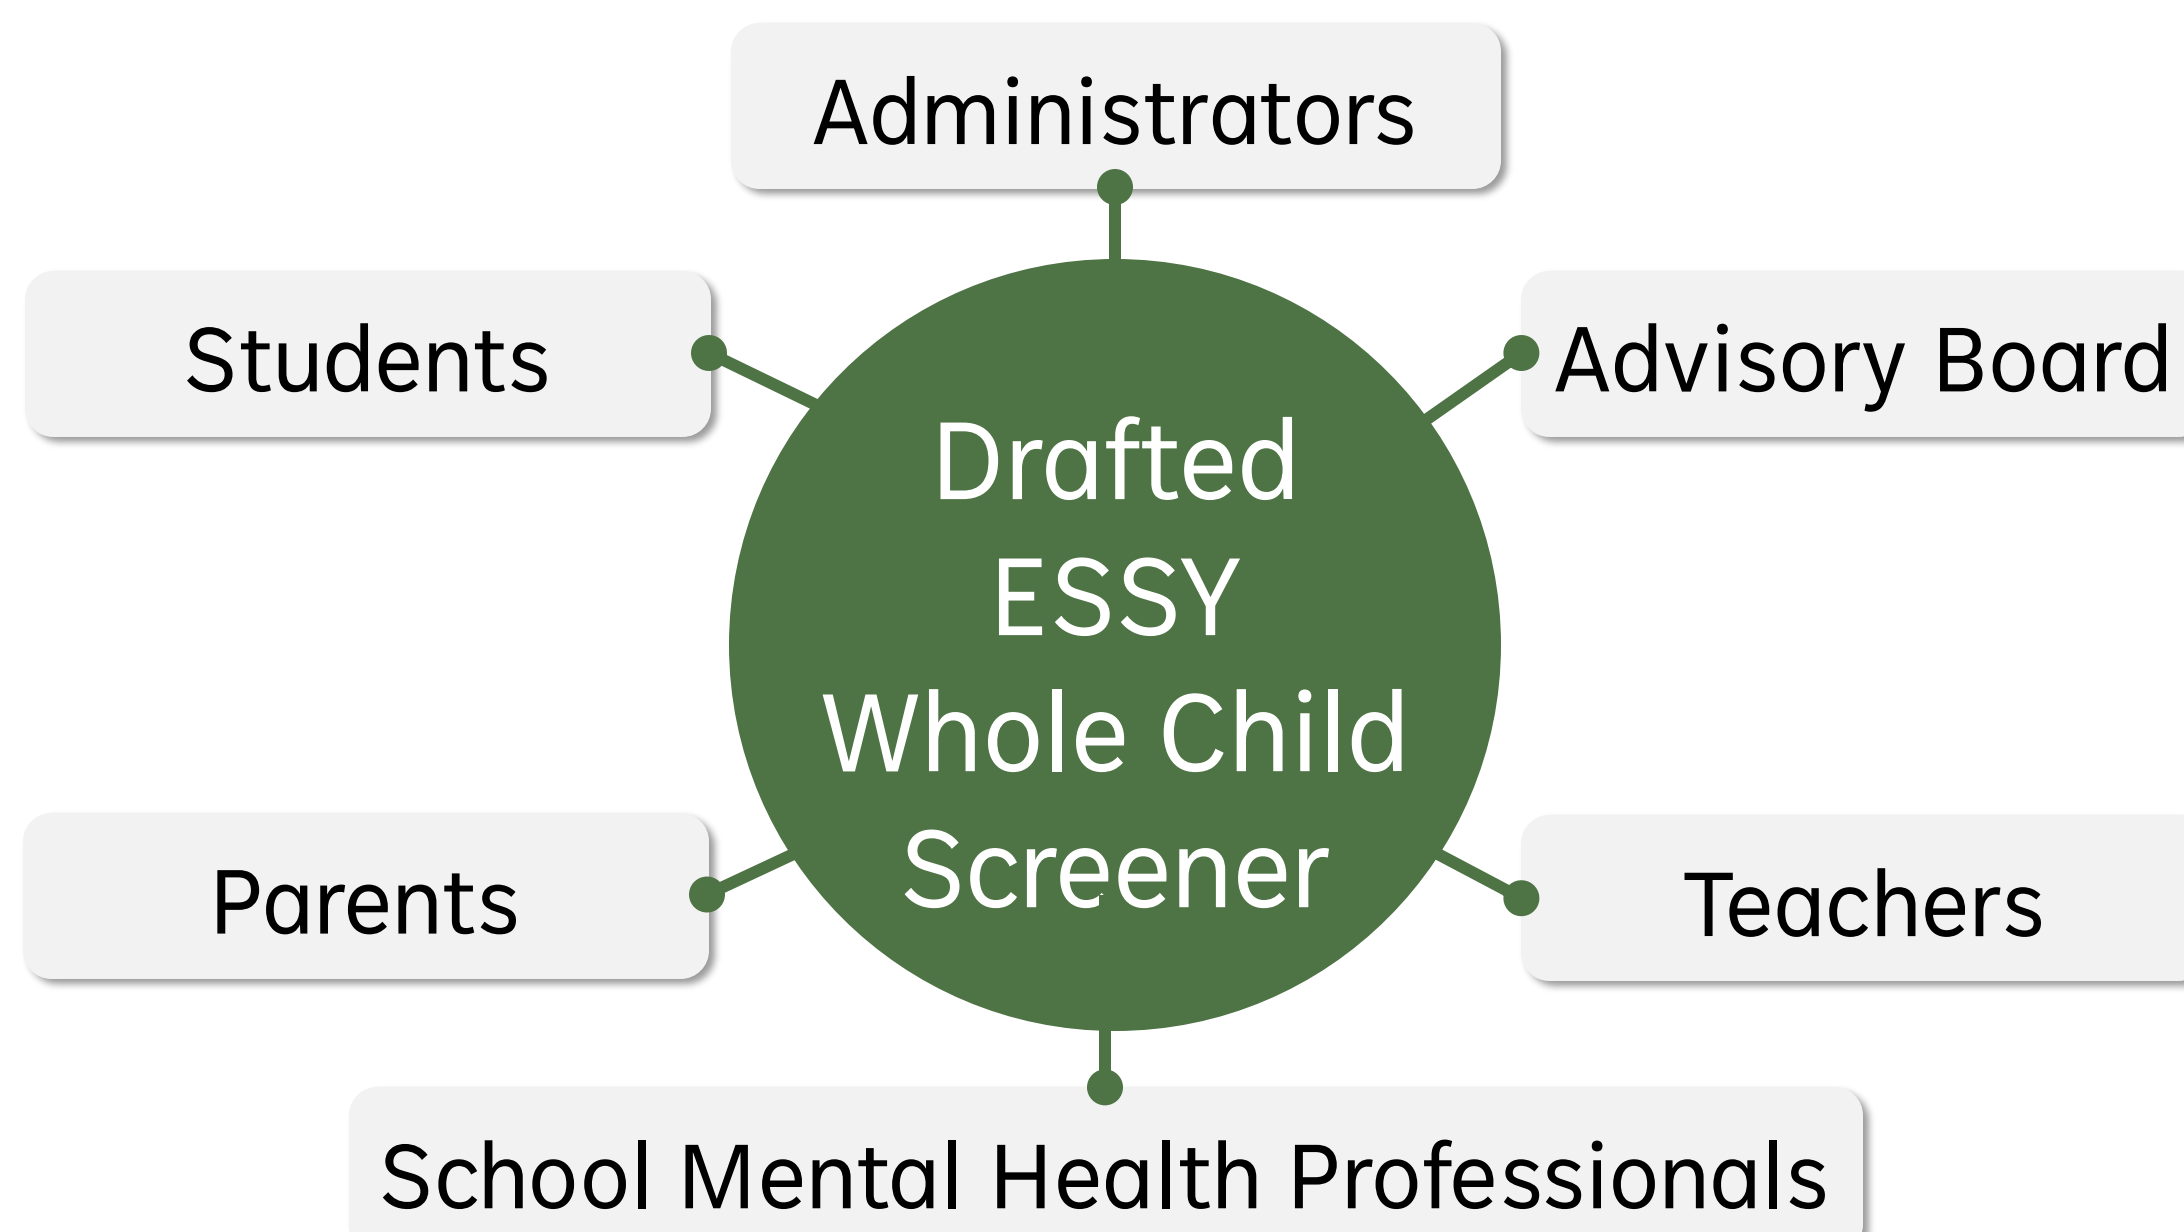 Administrators
Students
Advisory Board
Drafted
ESSY
Whole Child
Screener
Parents
Teachers
School Mental Health Professionals